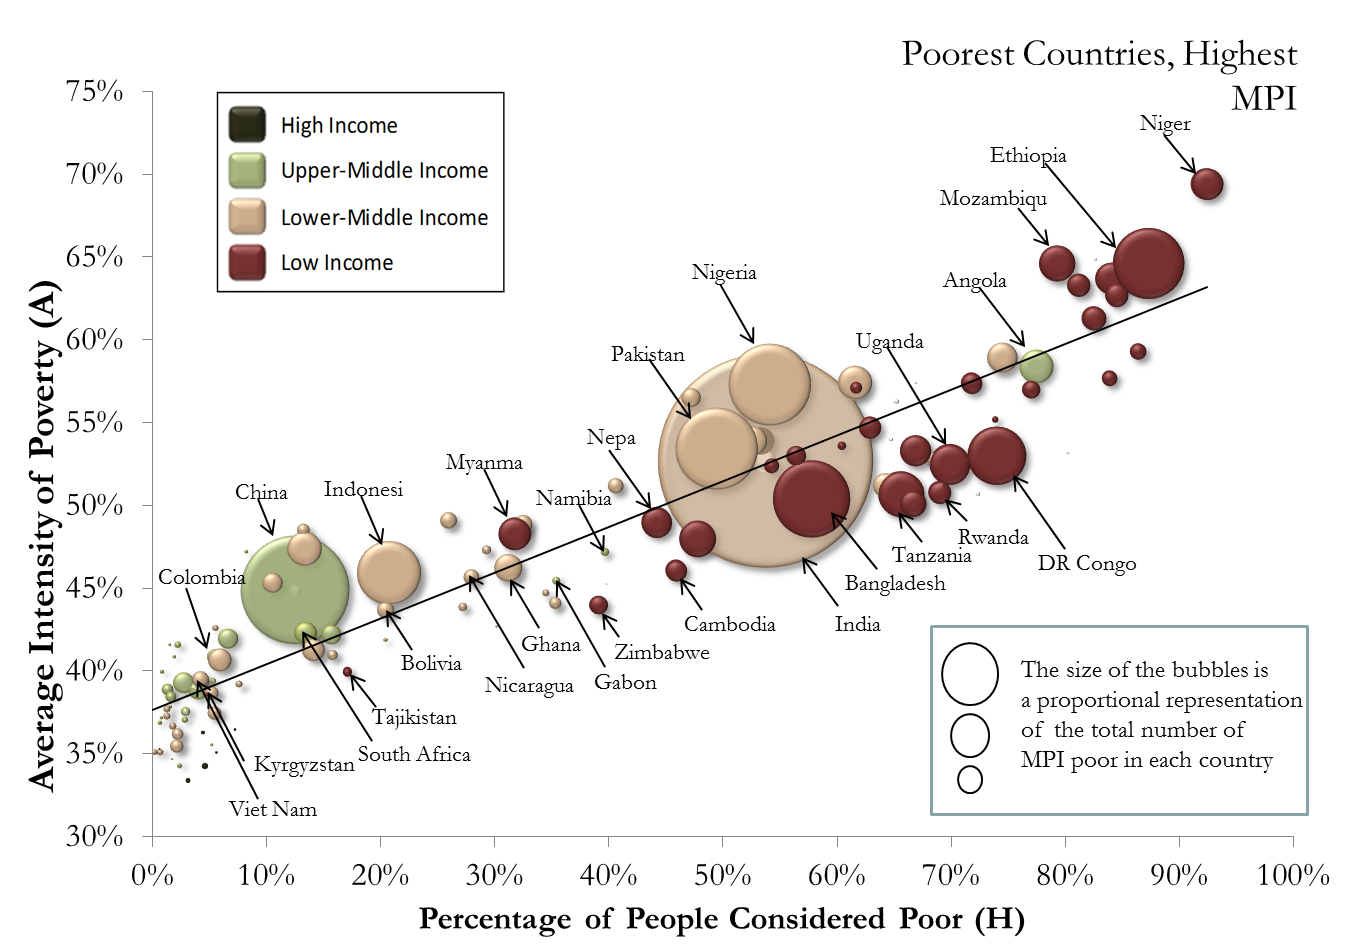 Poorest Countries, Highest
MPI
75%
70%
65%
60%
55%
50%
45%
40%
35%
30%
Average Intensity of Poverty (A)
High Income
Upper-Middle Income
Lower-Middle Income
Low Income
Niger
Ethiopia
Mozambiqu
Nigeria
Angola
Pakistan
Uganda
Nepa
Myanma
China
Indonesi
Namibia
Rwanda
Tanzania
DR Congo
Colombia
Bangladesh
Cambodia
India
Ghana
Zimbabwe
Bolivia
Nicaragua
Gabon
Tajikistan
South Africa
Kyrgyzstan
Viet Nam
The size of the bubbles is
a proportional representation
of the total number of
MPI poor in each country
0%
10%
20%
30%
40%
50%
60%
70%
80%
90%
100%
Percentage of People Considered Poor (H)